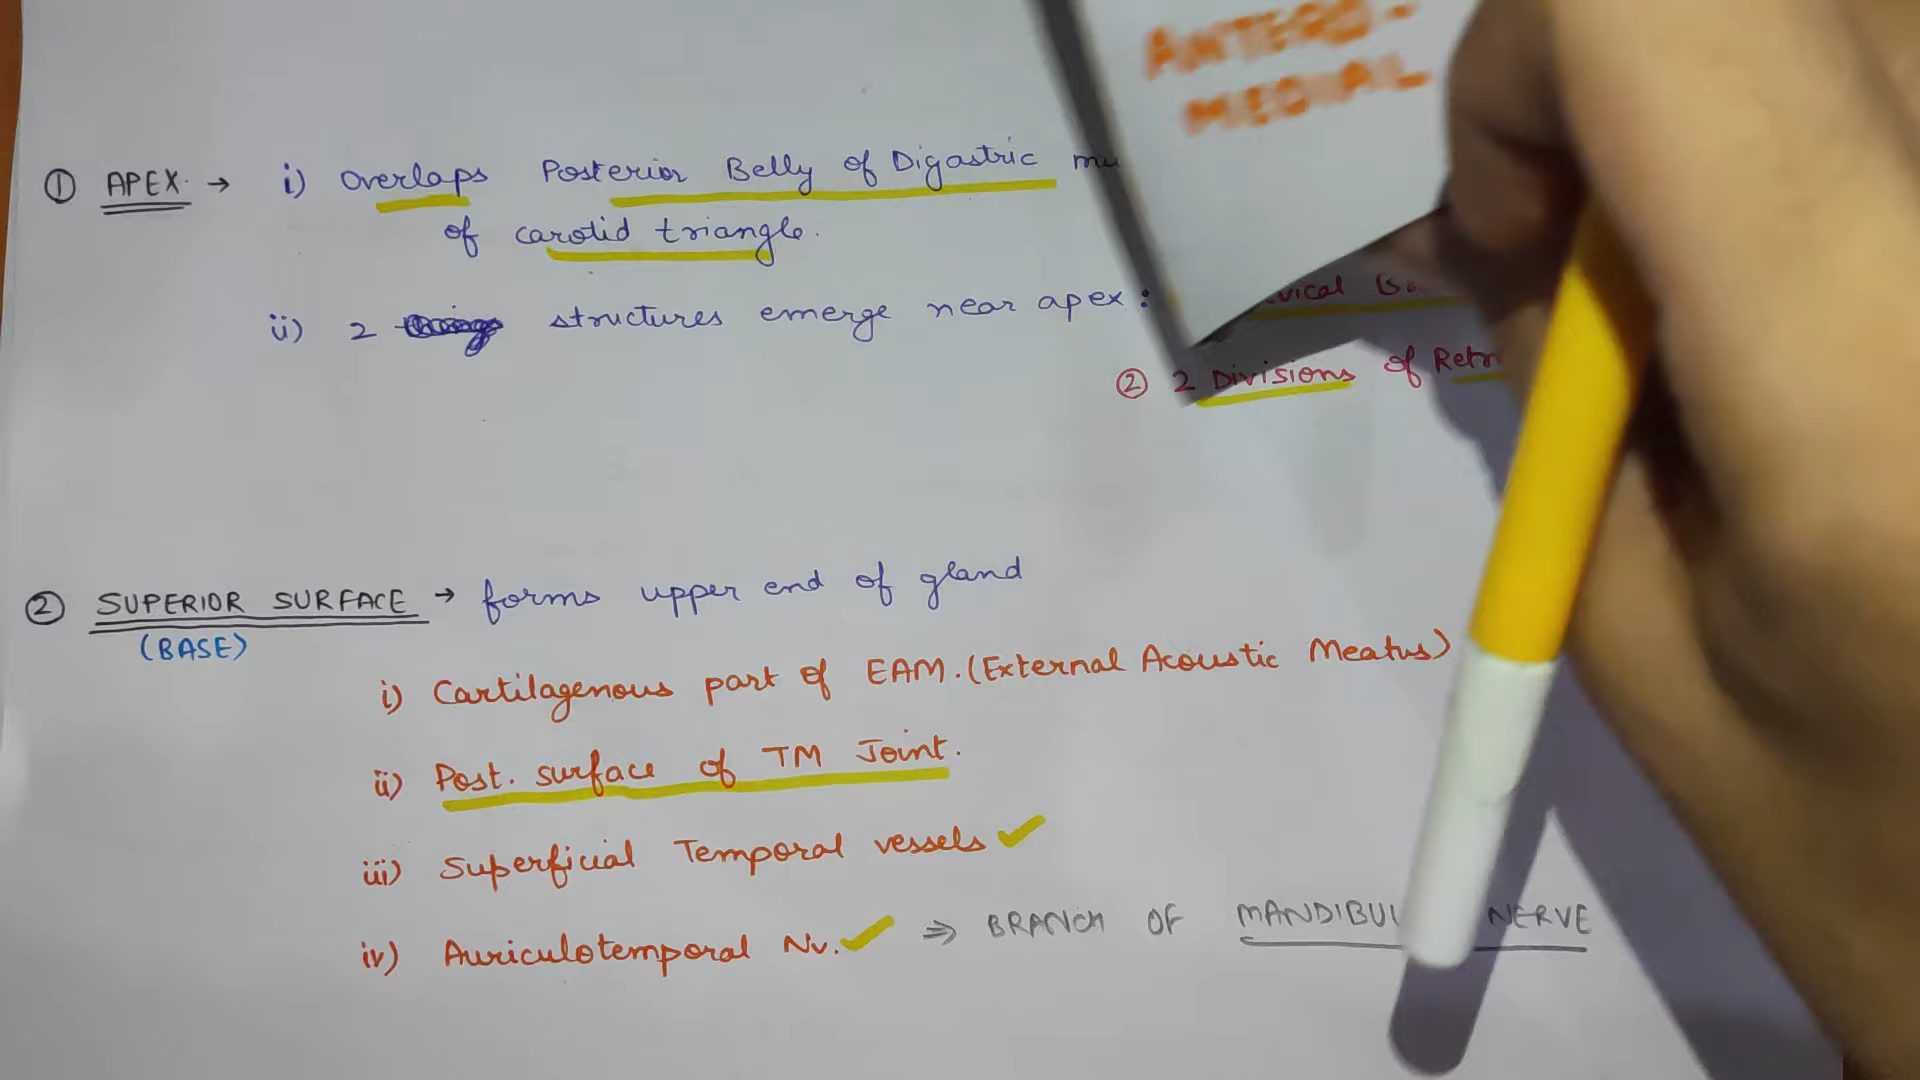 ANTERO-
MEDIAL
① APEX. → i) Overlaps Posterior Belly of Digastric
of carotid triangle.
ii) 2 structures emerge near apex:
② 2 Divisions of
② SUPERIOR SURFACE → forms upper end of gland
(BASE)
i) Cartilagenous part of EAM. (External Acoustic Meatus)
ii) Post. surface of TM Joint.
iii) Superficial Temporal vessels ✓
iv) Auriculotemporal Nv. ✓ ⇒ BRANCH OF NERVE